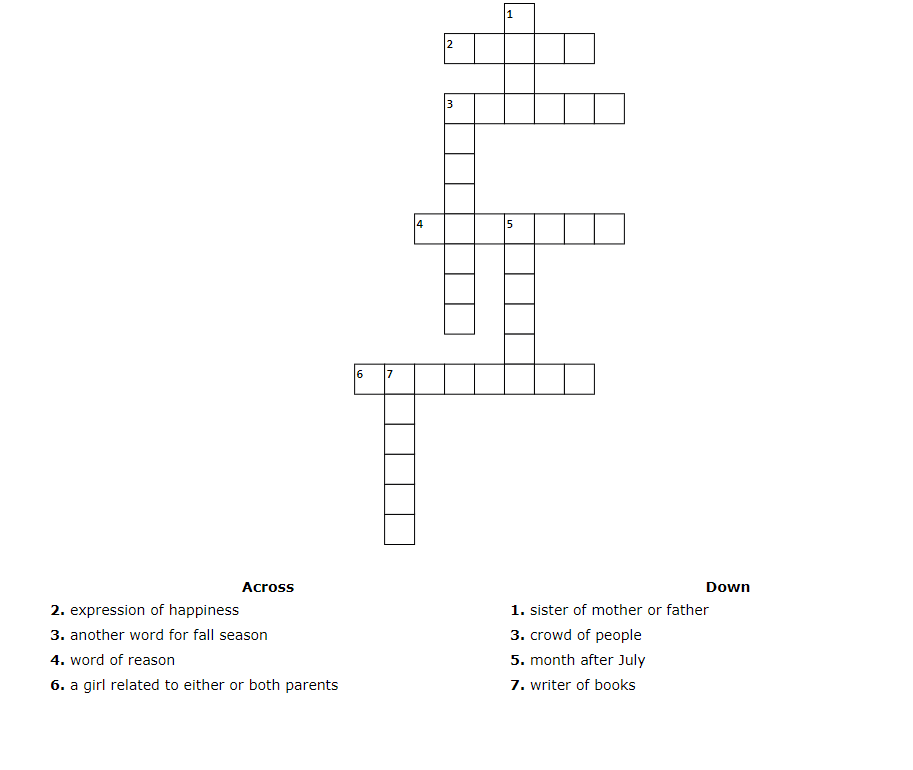 1
2
3
4 5
6 7
Across
2. expression of happiness
3. another word for fall season
4. word of reason
6. a girl related to either or both parents
Down
1. sister of mother or father
3. crowd of people
5. month after July
7. writer of books